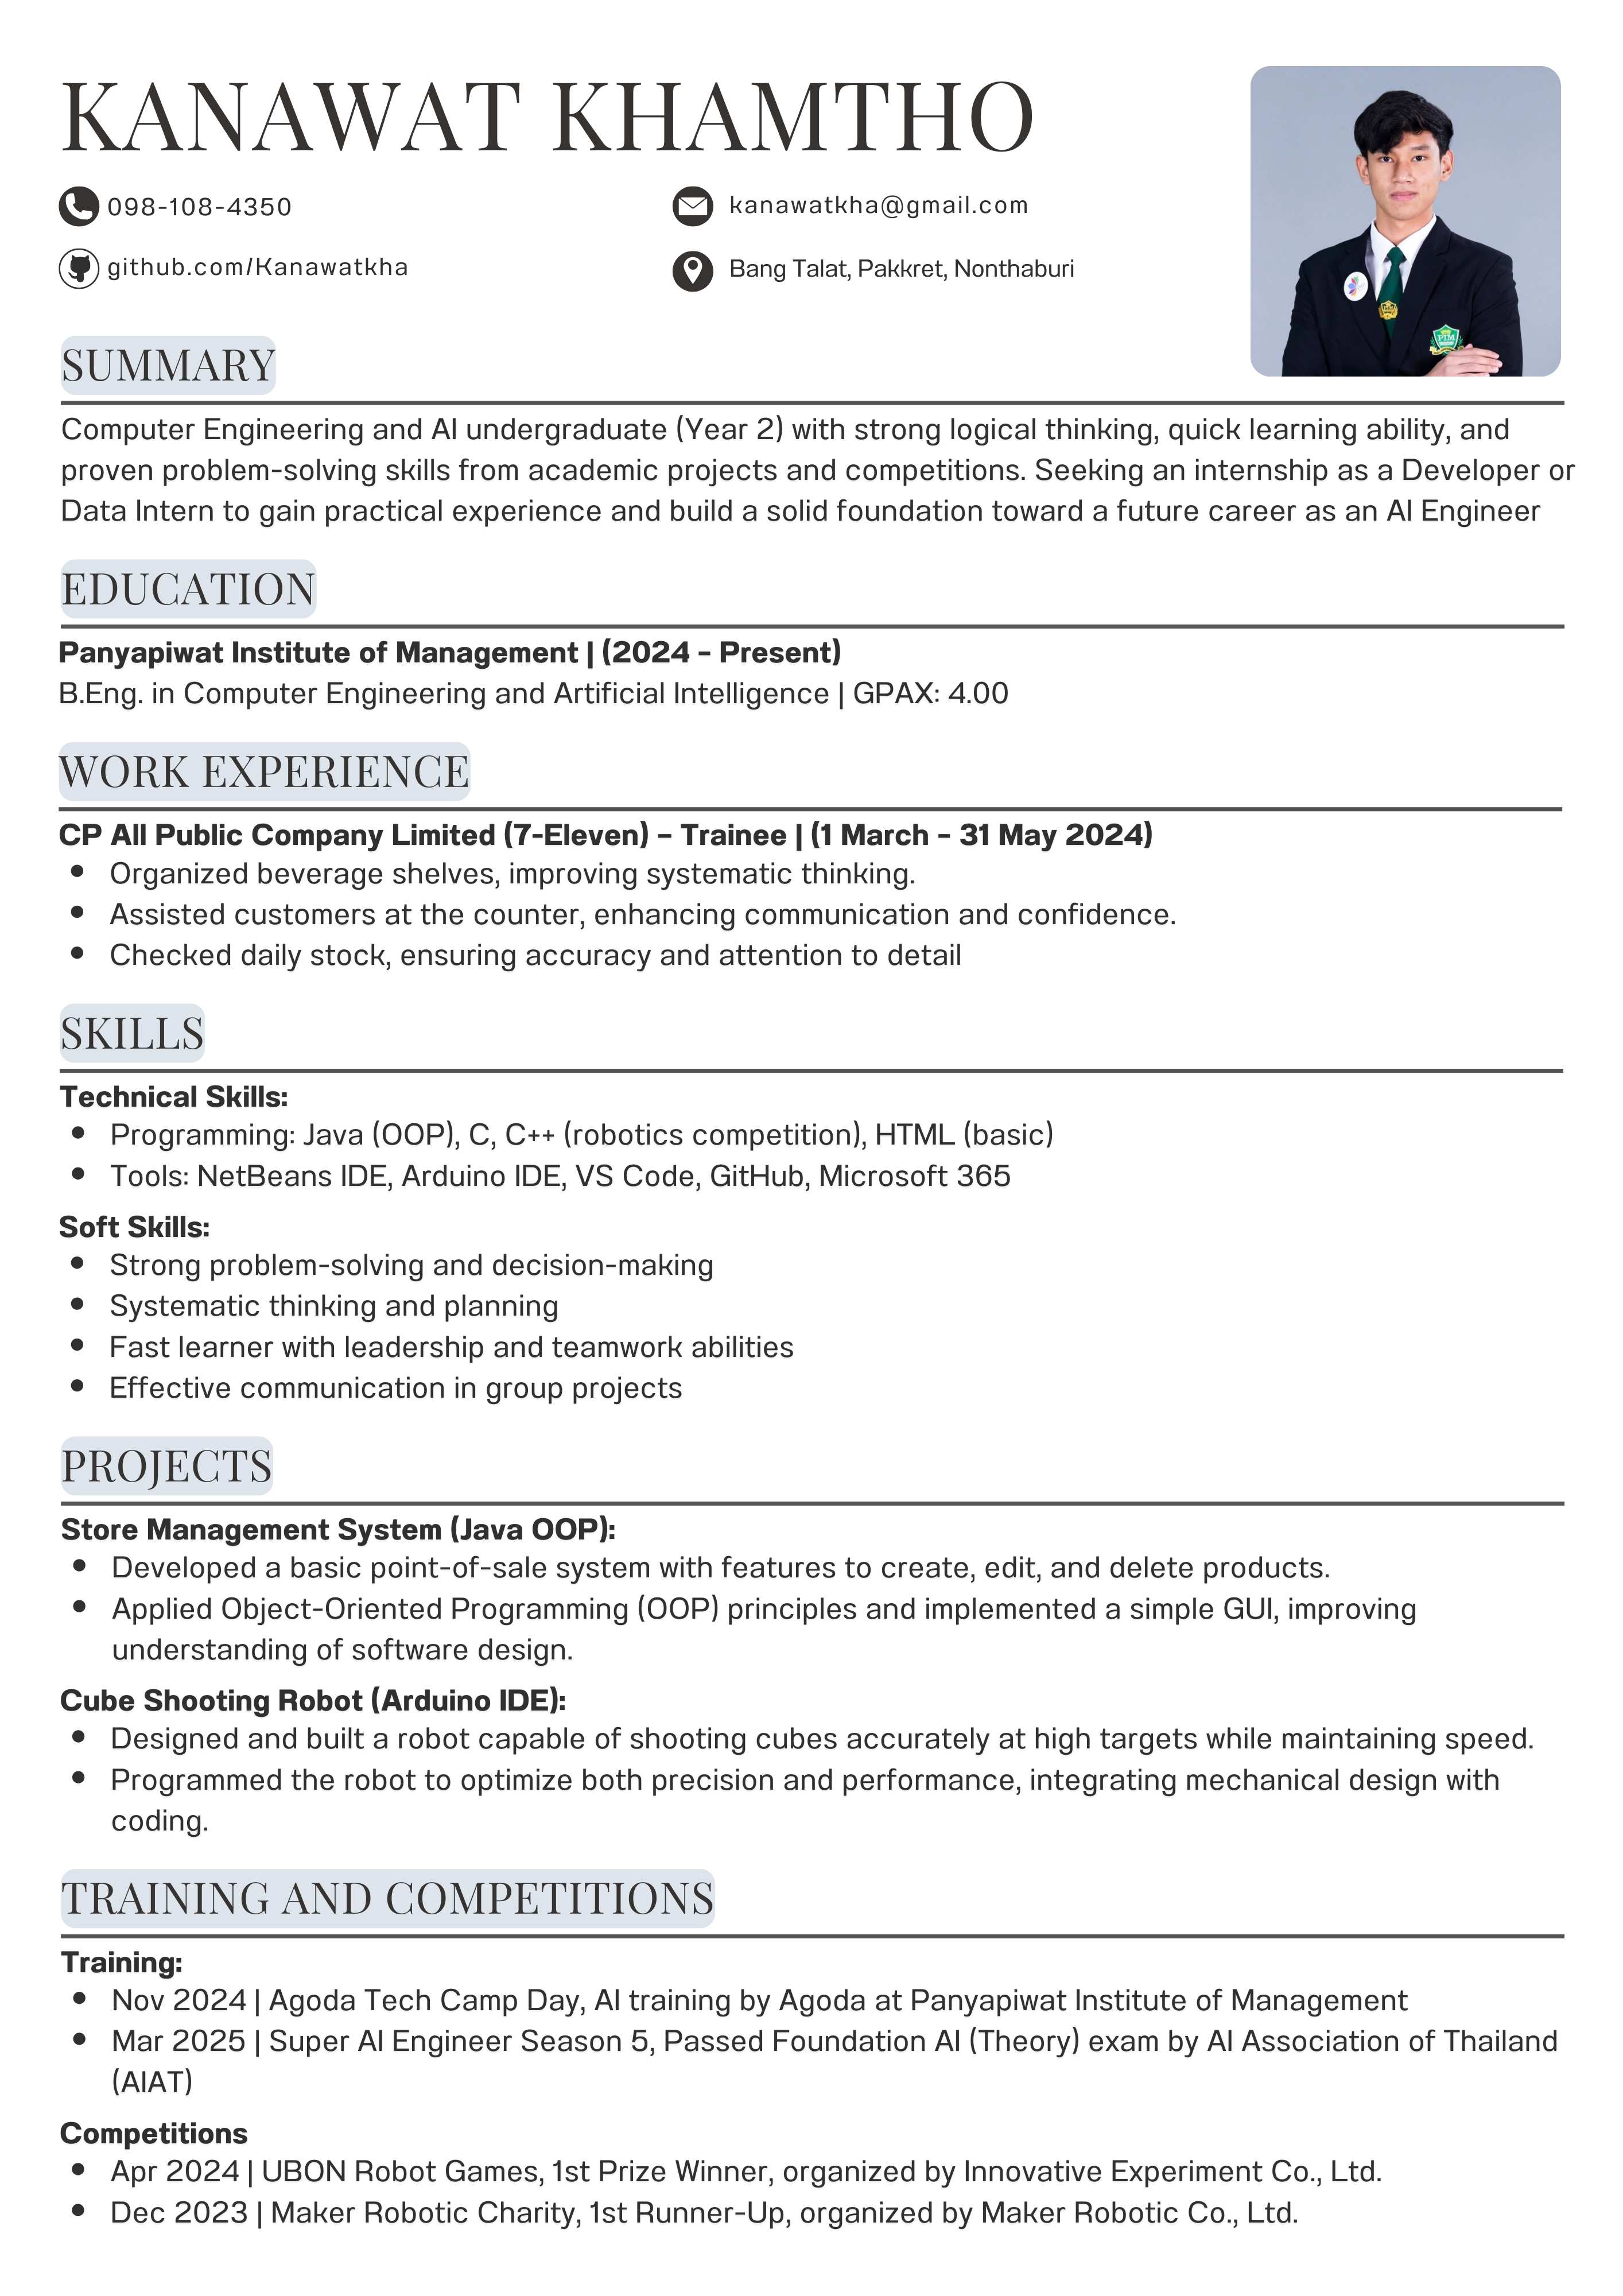 KANAWAT KHAMTHO
098-108-4350
kanawatkha@gmail.com
github.com/Kanawatkha
Bang Talat, Pakkret, Nonthaburi
PIM
SUMMARY
Computer Engineering and AI undergraduate (Year 2) with strong logical thinking, quick learning ability, and
proven problem-solving skills from academic projects and competitions. Seeking an internship as a Developer or
Data Intern to gain practical experience and build a solid foundation toward a future career as an AI Engineer
EDUCATION
Panyapiwat Institute of Management | (2024 – Present)
B.Eng. in Computer Engineering and Artificial Intelligence | GPAX: 4.00
WORK EXPERIENCE
CP All Public Company Limited (7-Eleven) – Trainee | (1 March – 31 May 2024)
• Organized beverage shelves, improving systematic thinking.
• Assisted customers at the counter, enhancing communication and confidence.
• Checked daily stock, ensuring accuracy and attention to detail
SKILLS
Technical Skills:
• Programming: Java (OOP), C, C++ (robotics competition), HTML (basic)
• Tools: NetBeans IDE, Arduino IDE, VS Code, GitHub, Microsoft 365
Soft Skills:
• Strong problem-solving and decision-making
• Systematic thinking and planning
• Fast learner with leadership and teamwork abilities
• Effective communication in group projects
PROJECTS
Store Management System (Java OOP):
• Developed a basic point-of-sale system with features to create, edit, and delete products.
• Applied Object-Oriented Programming (OOP) principles and implemented a simple GUI, improving
understanding of software design.
Cube Shooting Robot (Arduino IDE):
• Designed and built a robot capable of shooting cubes accurately at high targets while maintaining speed.
• Programmed the robot to optimize both precision and performance, integrating mechanical design with
coding.
TRAINING AND COMPETITIONS
Training:
• Nov 2024 | Agoda Tech Camp Day, AI training by Agoda at Panyapiwat Institute of Management
• Mar 2025 | Super AI Engineer Season 5, Passed Foundation AI (Theory) exam by AI Association of Thailand
(AIAT)
Competitions
• Apr 2024 | UBON Robot Games, 1st Prize Winner, organized by Innovative Experiment Co., Ltd.
• Dec 2023 | Maker Robotic Charity, 1st Runner-Up, organized by Maker Robotic Co., Ltd.